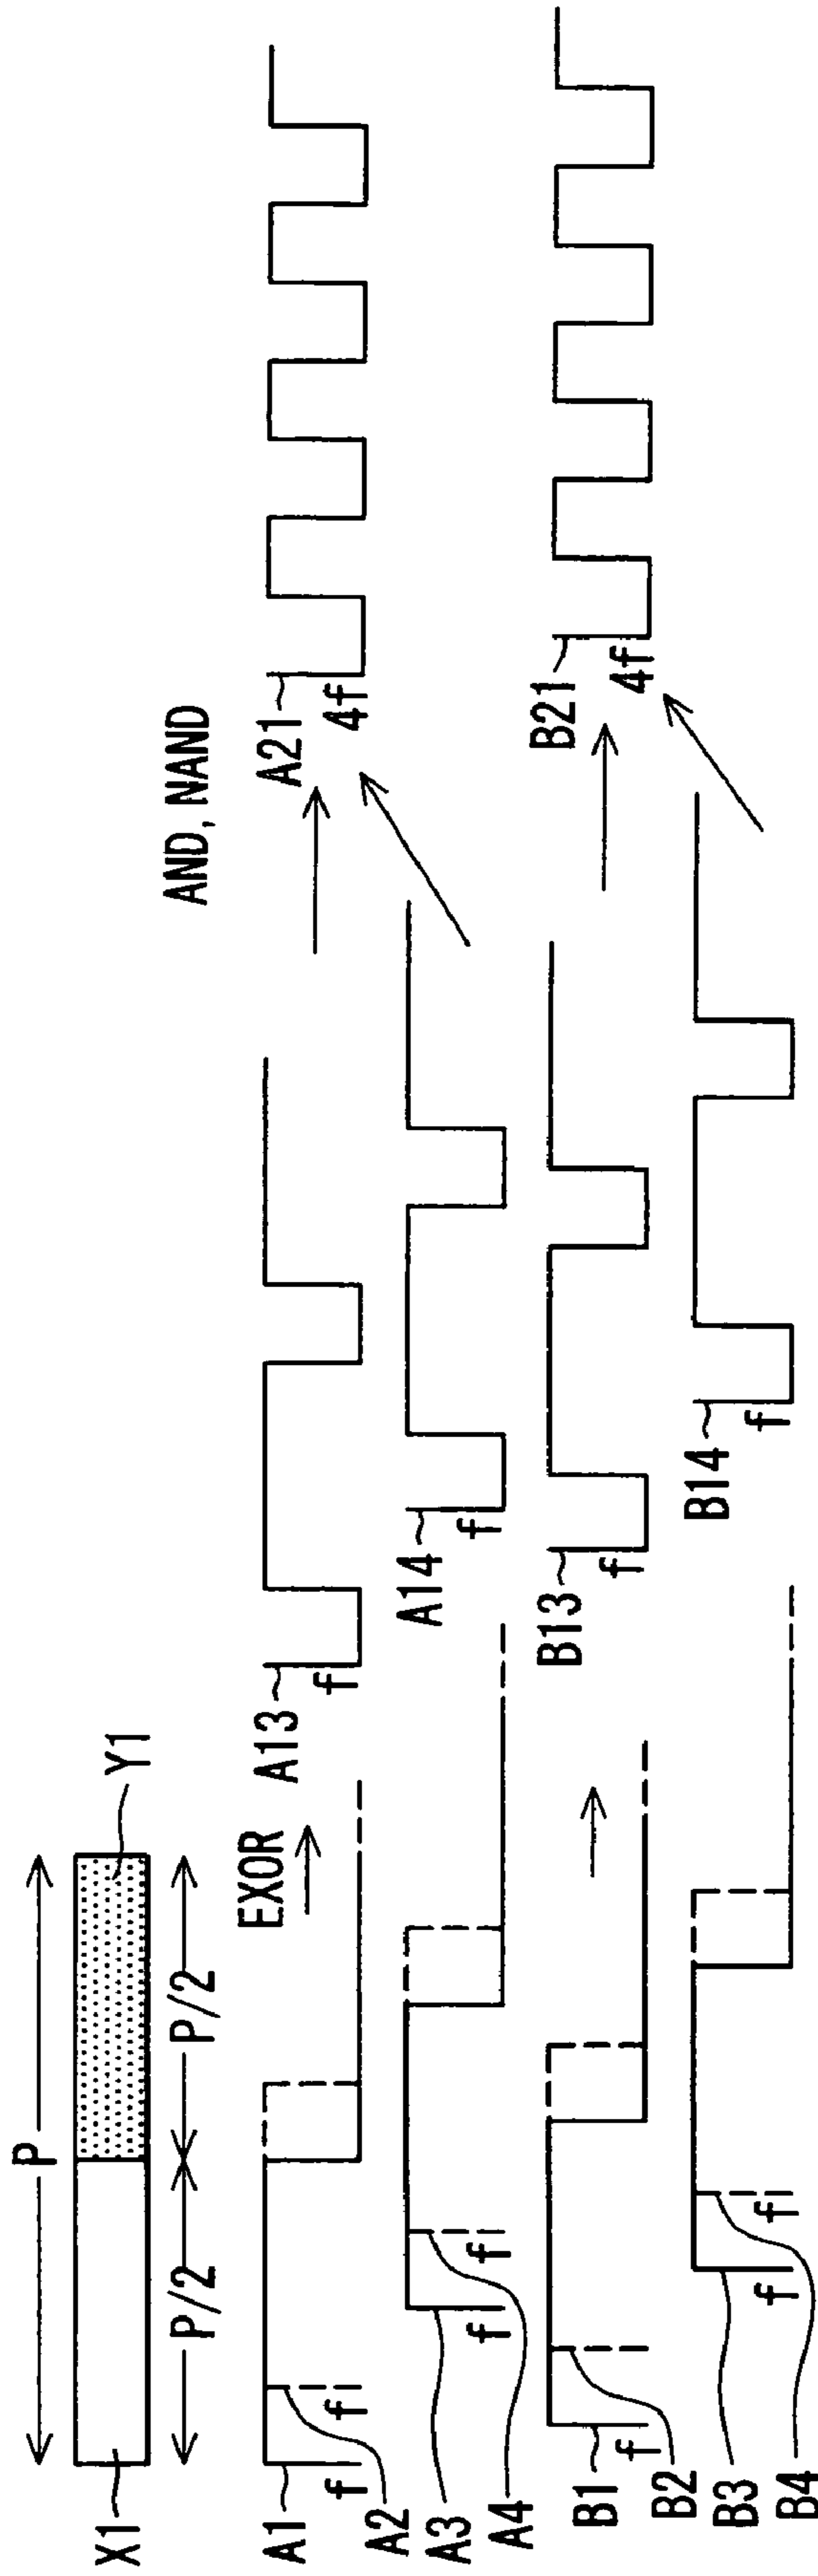 P
X1
Y1
P/2
P/2
A1
f
A2
f
EXOR
A13
f
AND, NAND
A21
4f
A3
f
A4
f
A14
f
B1
f
B2
B13
f
B21
4f
B3
f
B4
f
B14
f